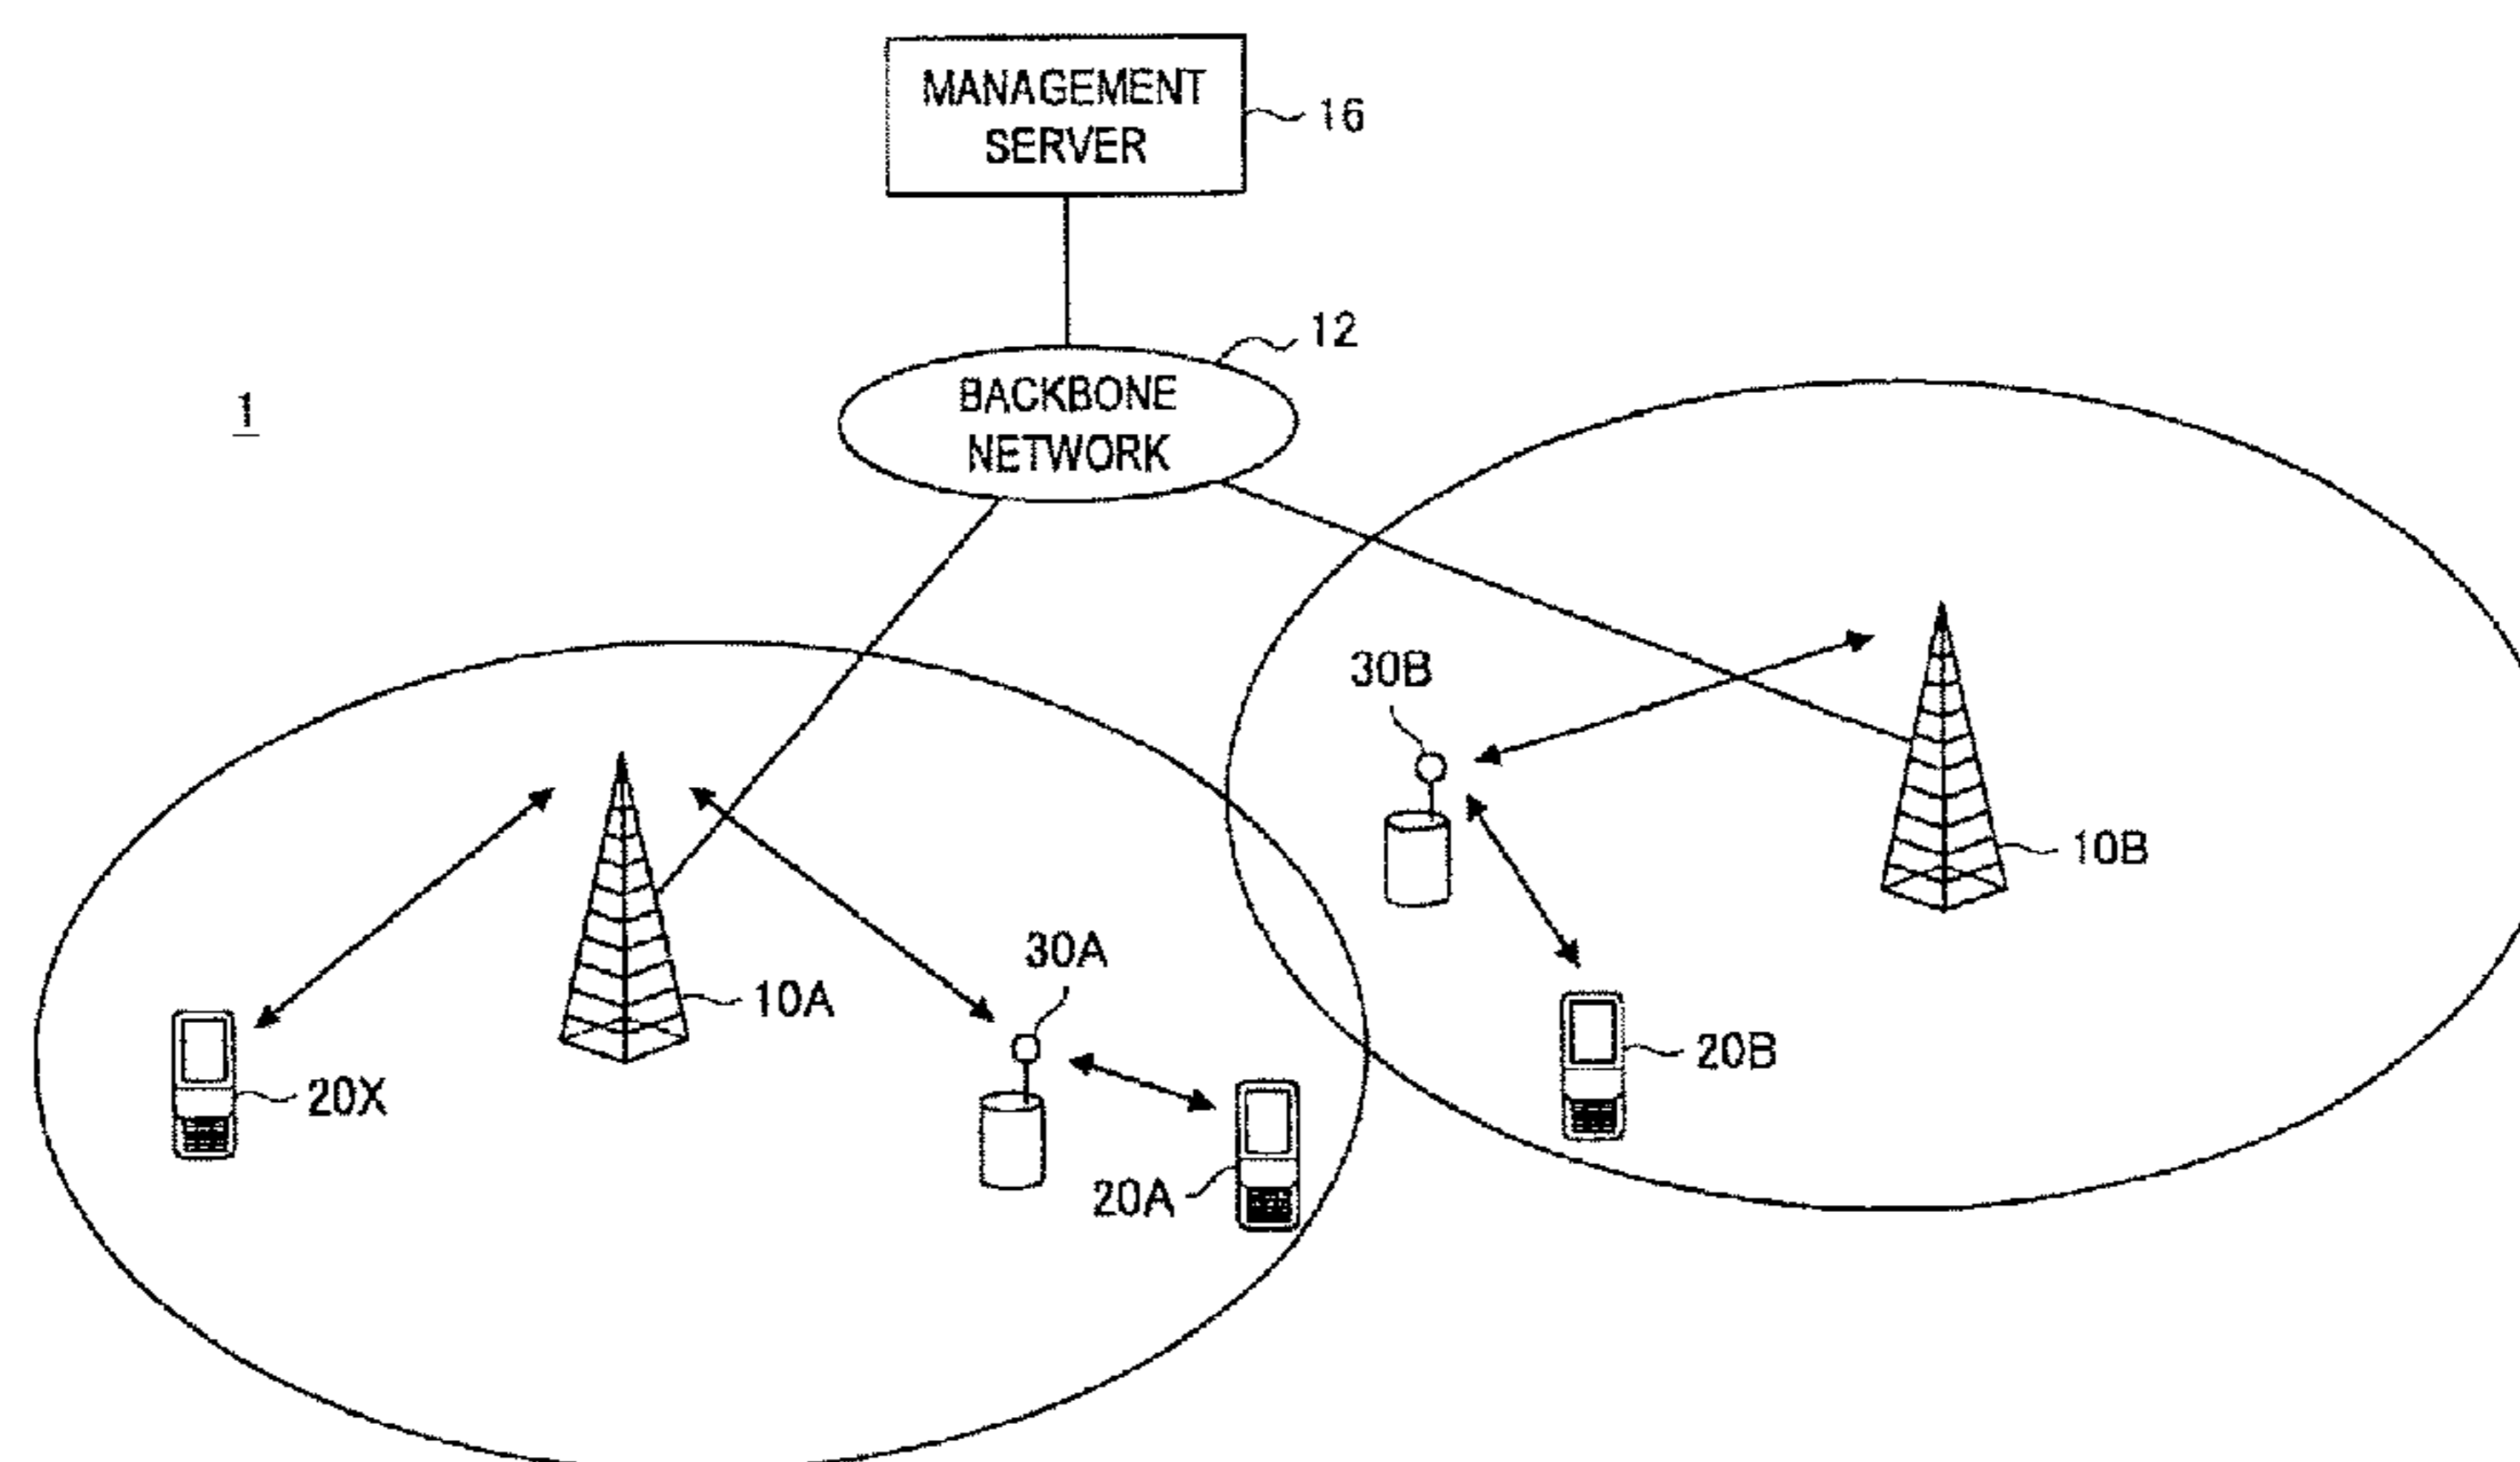 MANAGEMENT
SERVER
16
12
BACKBONE
NETWORK
1
30B
10B
30A
10A
20B
20X
20A